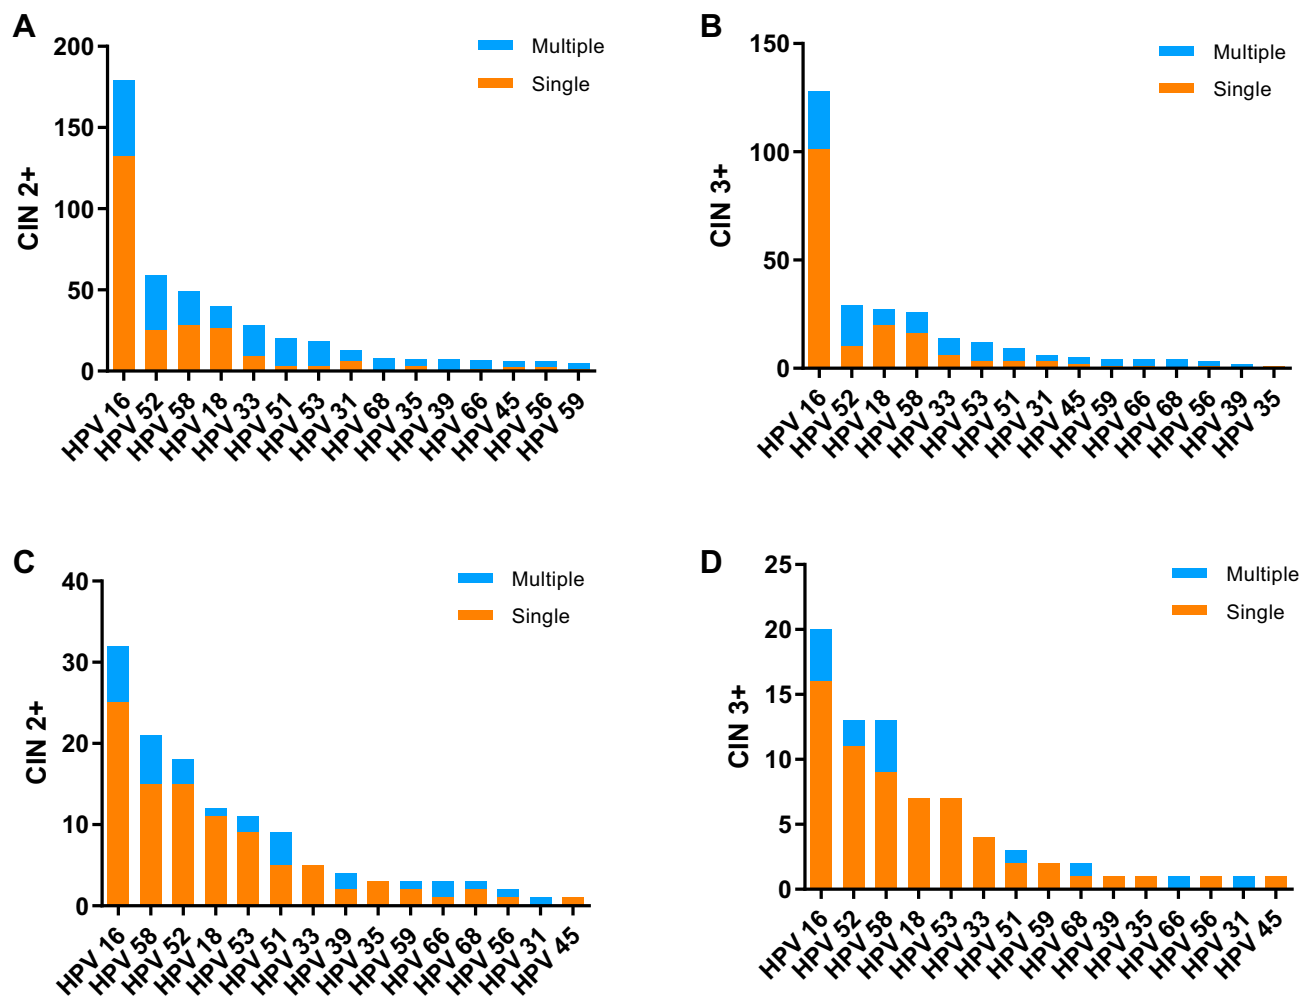 A
200
150
100
50
0
CIN 2+
Multiple
Single
HPV 16
HPV 52
HPV 58
HPV 18
HPV 33
HPV 51
HPV 53
HPV 31
HPV 68
HPV 35
HPV 39
HPV 66
HPV 45
HPV 56
HPV 59
B
150
100
50
0
CIN 3+
Multiple
Single
HPV 16
HPV 52
HPV 18
HPV 58
HPV 33
HPV 53
HPV 51
HPV 31
HPV 45
HPV 59
HPV 66
HPV 68
HPV 56
HPV 39
HPV 35
C
40
30
20
10
0
CIN 2+
Multiple
Single
HPV 16
HPV 58
HPV 52
HPV 18
HPV 53
HPV 51
HPV 33
HPV 39
HPV 35
HPV 59
HPV 66
HPV 68
HPV 56
HPV 31
HPV 45
D
25
20
15
10
5
0
CIN 3+
Multiple
Single
HPV 16
HPV 52
HPV 58
HPV 18
HPV 53
HPV 33
HPV 51
HPV 59
HPV 68
HPV 39
HPV 35
HPV 66
HPV 56
HPV 31
HPV 45